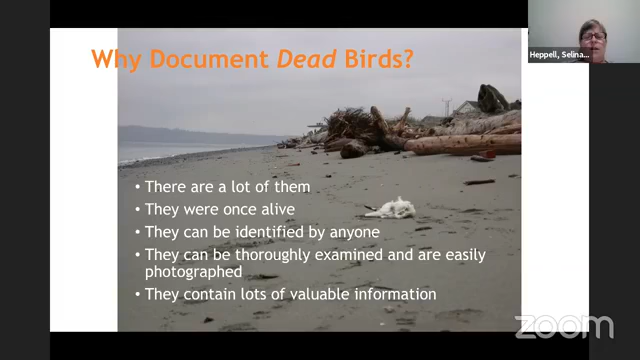 Why Document Dead Birds?
Heppell, Selina...
• There are a lot of them
• They were once alive
• They can be identified by anyone
• They can be thoroughly examined and are easily
photographed
• They contain lots of valuable information
zoom